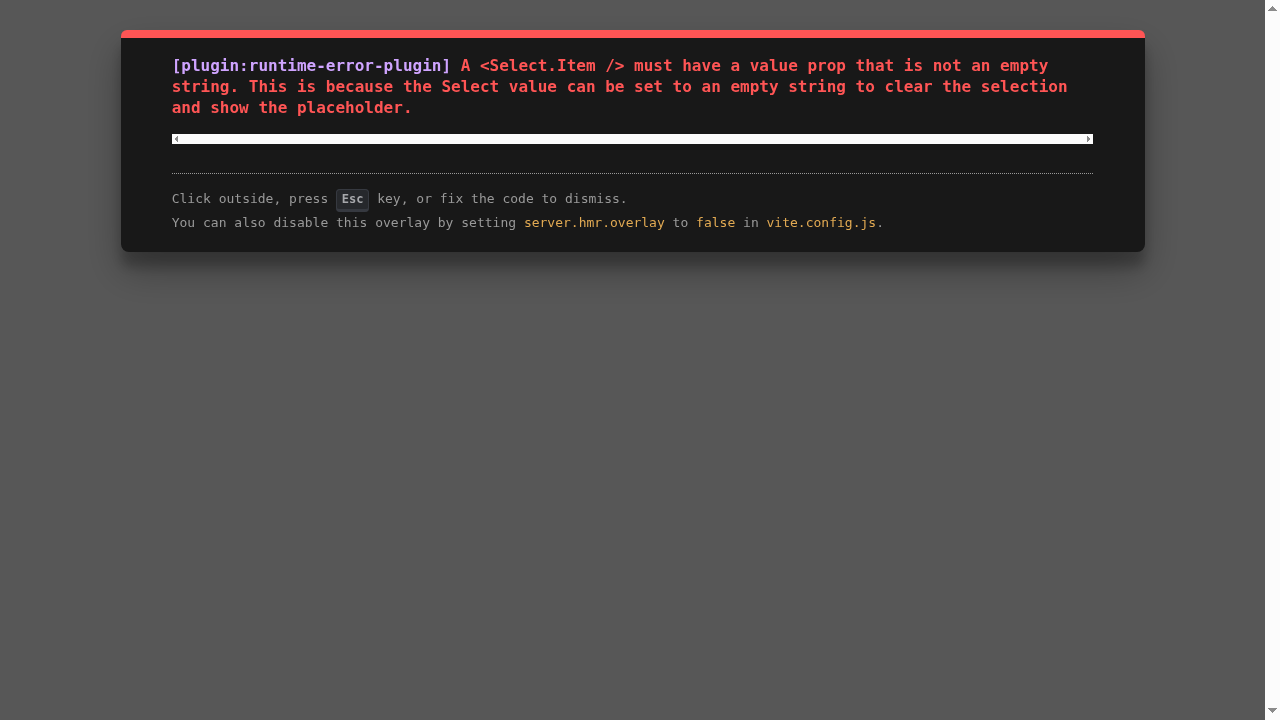 [plugin:runtime-error-plugin] A <Select.Item /> must have a value prop that is not an empty
string. This is because the Select value can be set to an empty string to clear the selection
and show the placeholder.
Click outside, press Esc key, or fix the code to dismiss.
You can also disable this overlay by setting server.hmr.overlay to false in vite.config.js.